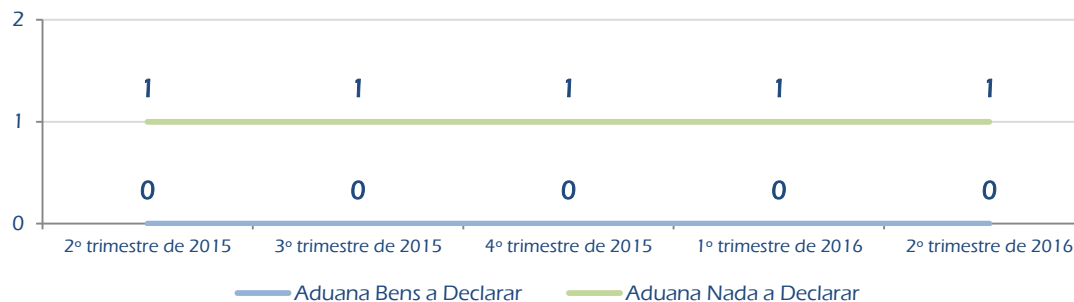 2
1 1 1 1 1
1
0 0 0 0 0
0
2º trimestre de 2015 3º trimestre de 2015 4º trimestre de 2015 1º trimestre de 2016 2º trimestre de 2016
Aduana Bens a Declarar Aduana Nada a Declarar